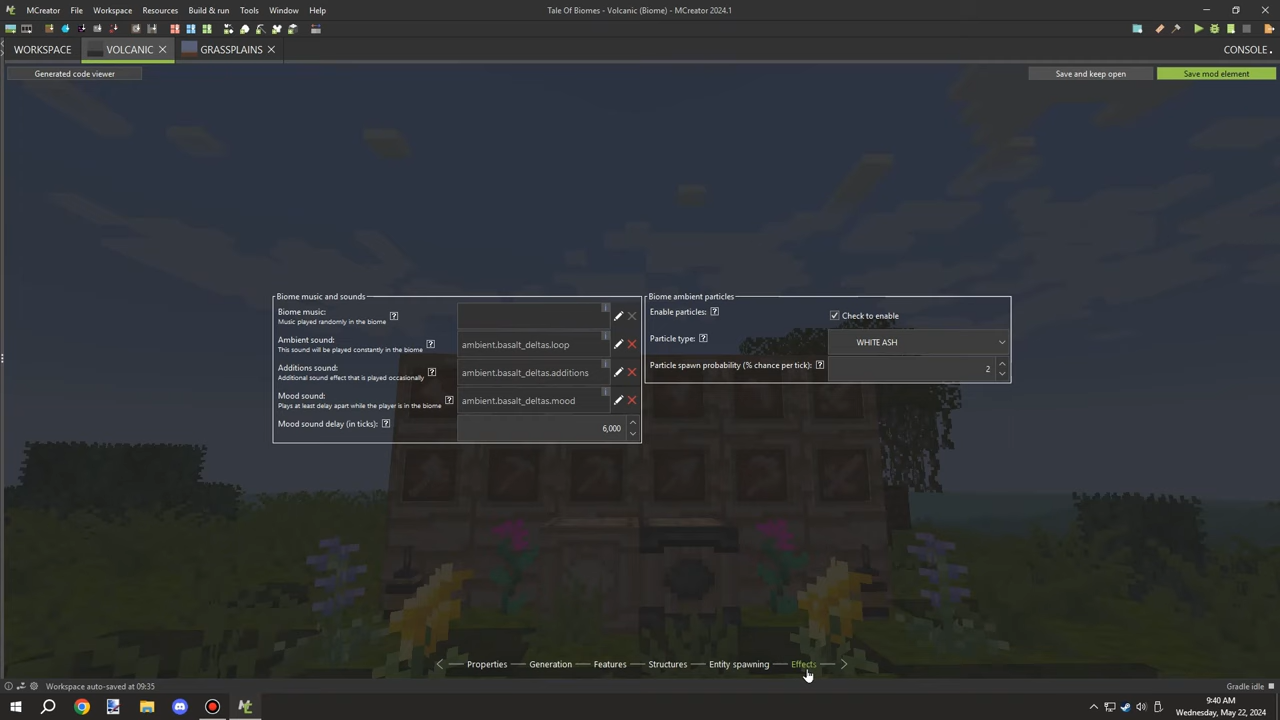 MCreator File Workspace Resources Build & run Tools Window Help Tale Of Biomes - Volcanic (Biome) - MCreator 2024.1
WORKSPACE VOLCANIC GRASSPLAINS CONSOLE
Generated code viewer Save and keep open Save mod element
Biome music and sounds
Biome music: ?
Music played randomly in the biome
Ambient sound: ?
This sound will be played constantly in the biome
ambient.basalt_deltas.loop
Additions sound: ?
Additional sound effect that is played occasionally
ambient.basalt_deltas.additions
Mood sound: ?
Plays at least delay apart while the player is in the biome
ambient.basalt_deltas.mood
Mood sound delay (in ticks): ? 6,000
Biome ambient particles
Enable particles: ? Check to enable
Particle type: ? WHITE ASH
Particle spawn probability (% chance per tick): ? 2
Properties Generation Features Structures Entity spawning Effects
Workspace auto-saved at 09:35 Gradle idle
9:40 AM
Wednesday, May 22, 2024